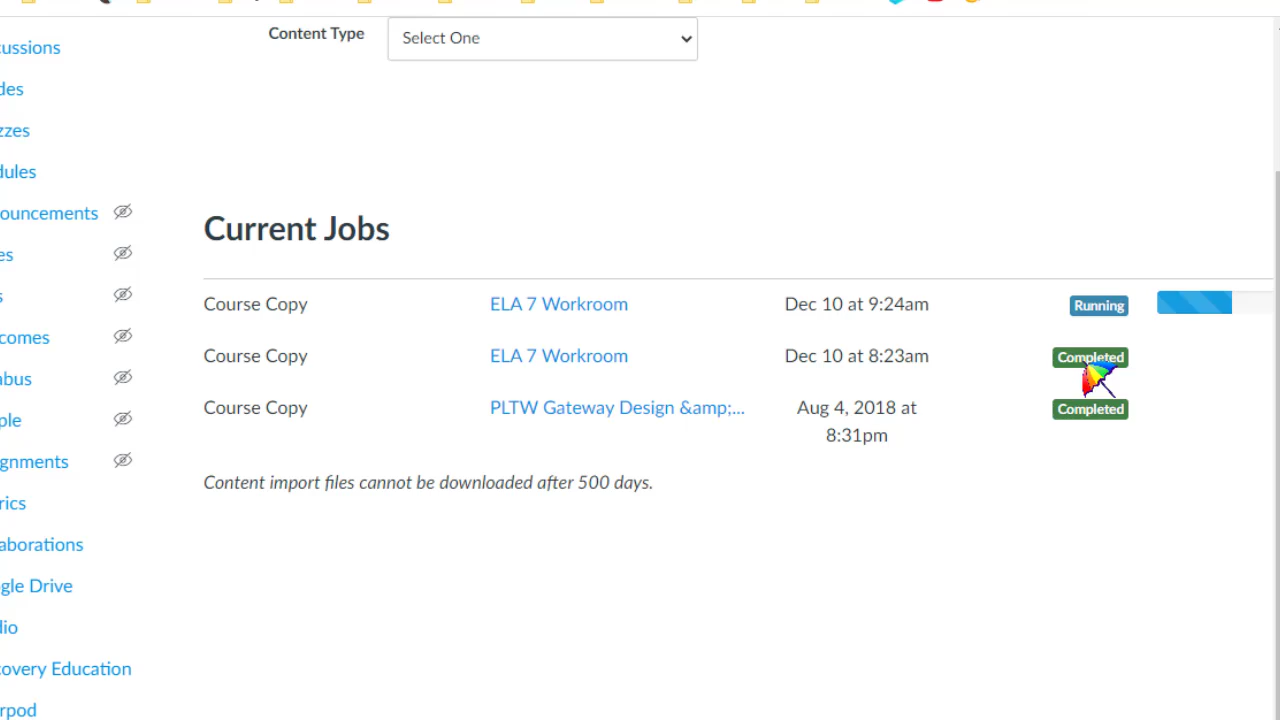 Content Type
Select One
cussions
des
zzes
dules
ouncements
es
s
comes
abus
ple
gnments
rics
aborations
gle Drive
dio
covery Education
rpod
Current Jobs
Course Copy ELA 7 Workroom Dec 10 at 9:24am Running
Course Copy ELA 7 Workroom Dec 10 at 8:23am Completed
Course Copy PLTW Gateway Design &amp;... Aug 4, 2018 at Completed
8:31pm
Content import files cannot be downloaded after 500 days.